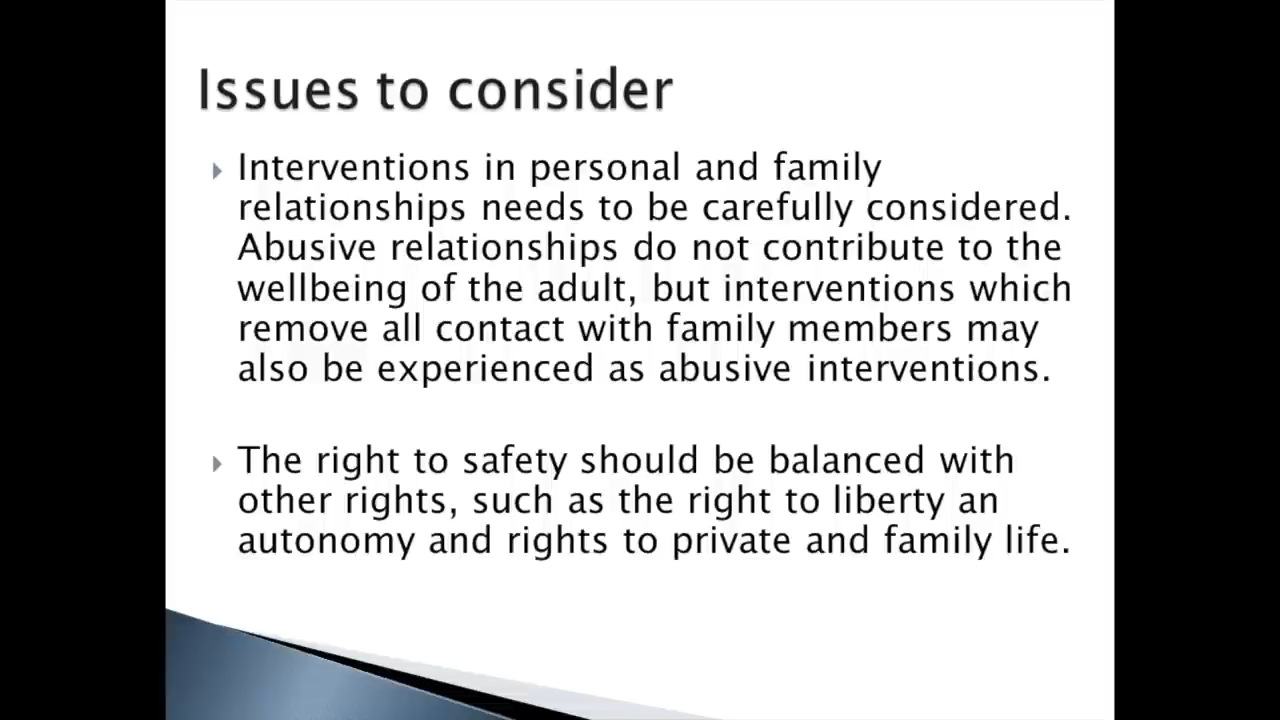 Issues to consider
Interventions in personal and family
relationships needs to be carefully considered.
Abusive relationships do not contribute to the
wellbeing of the adult, but interventions which
remove all contact with family members may
also be experienced as abusive interventions.
The right to safety should be balanced with
other rights, such as the right to liberty an
autonomy and rights to private and family life.